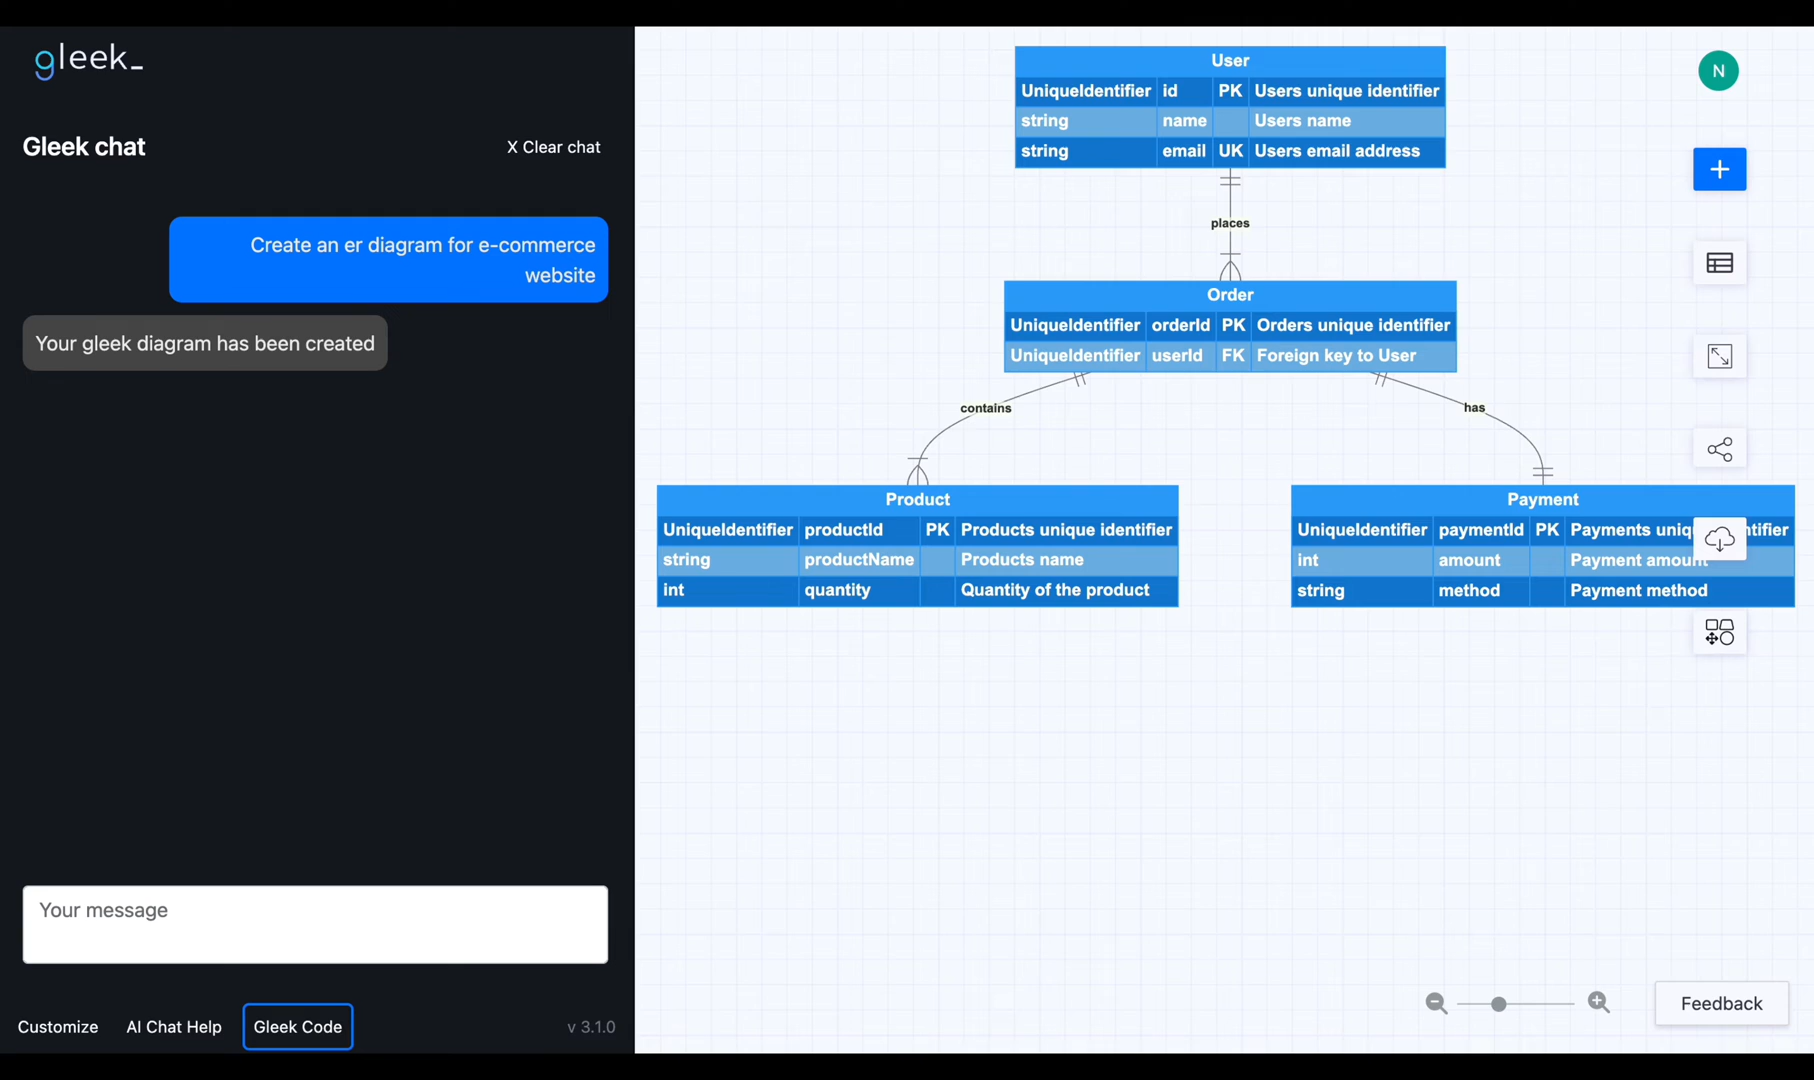 gleek_
Gleek chat
X Clear chat
Create an er diagram for e-commerce
website
Your gleek diagram has been created
Your message
Customize
AI Chat Help
Gleek Code
v 3.1.0
User
UniqueIdentifier id PK Users unique identifier
string name Users name
string email UK Users email address
places
Order
UniqueIdentifier orderId PK Orders unique identifier
UniqueIdentifier userId FK Foreign key to User
contains
has
Product
UniqueIdentifier productId PK Products unique identifier
string productName Products name
int quantity Quantity of the product
Payment
UniqueIdentifier paymentId PK Payments
int amount Payment amount
string method Payment method
N
Feedback